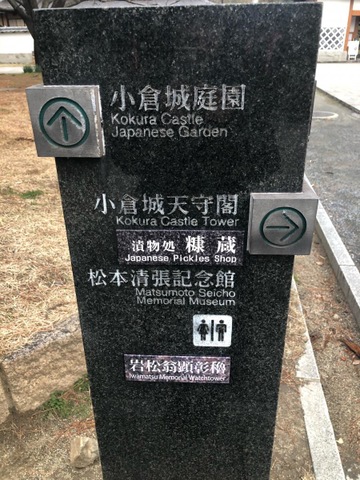 小倉城庭園
Kokura Castle
Japanese Garden
小倉城天守閣
Kokura Castle Tower
漬物処 糠蔵
Japanese Pickles Shop
松本清張記念館
Matsumoto Seicho
Memorial Museum
岩松翁顕彰櫓
Iwamatsu Memorial Watchtower